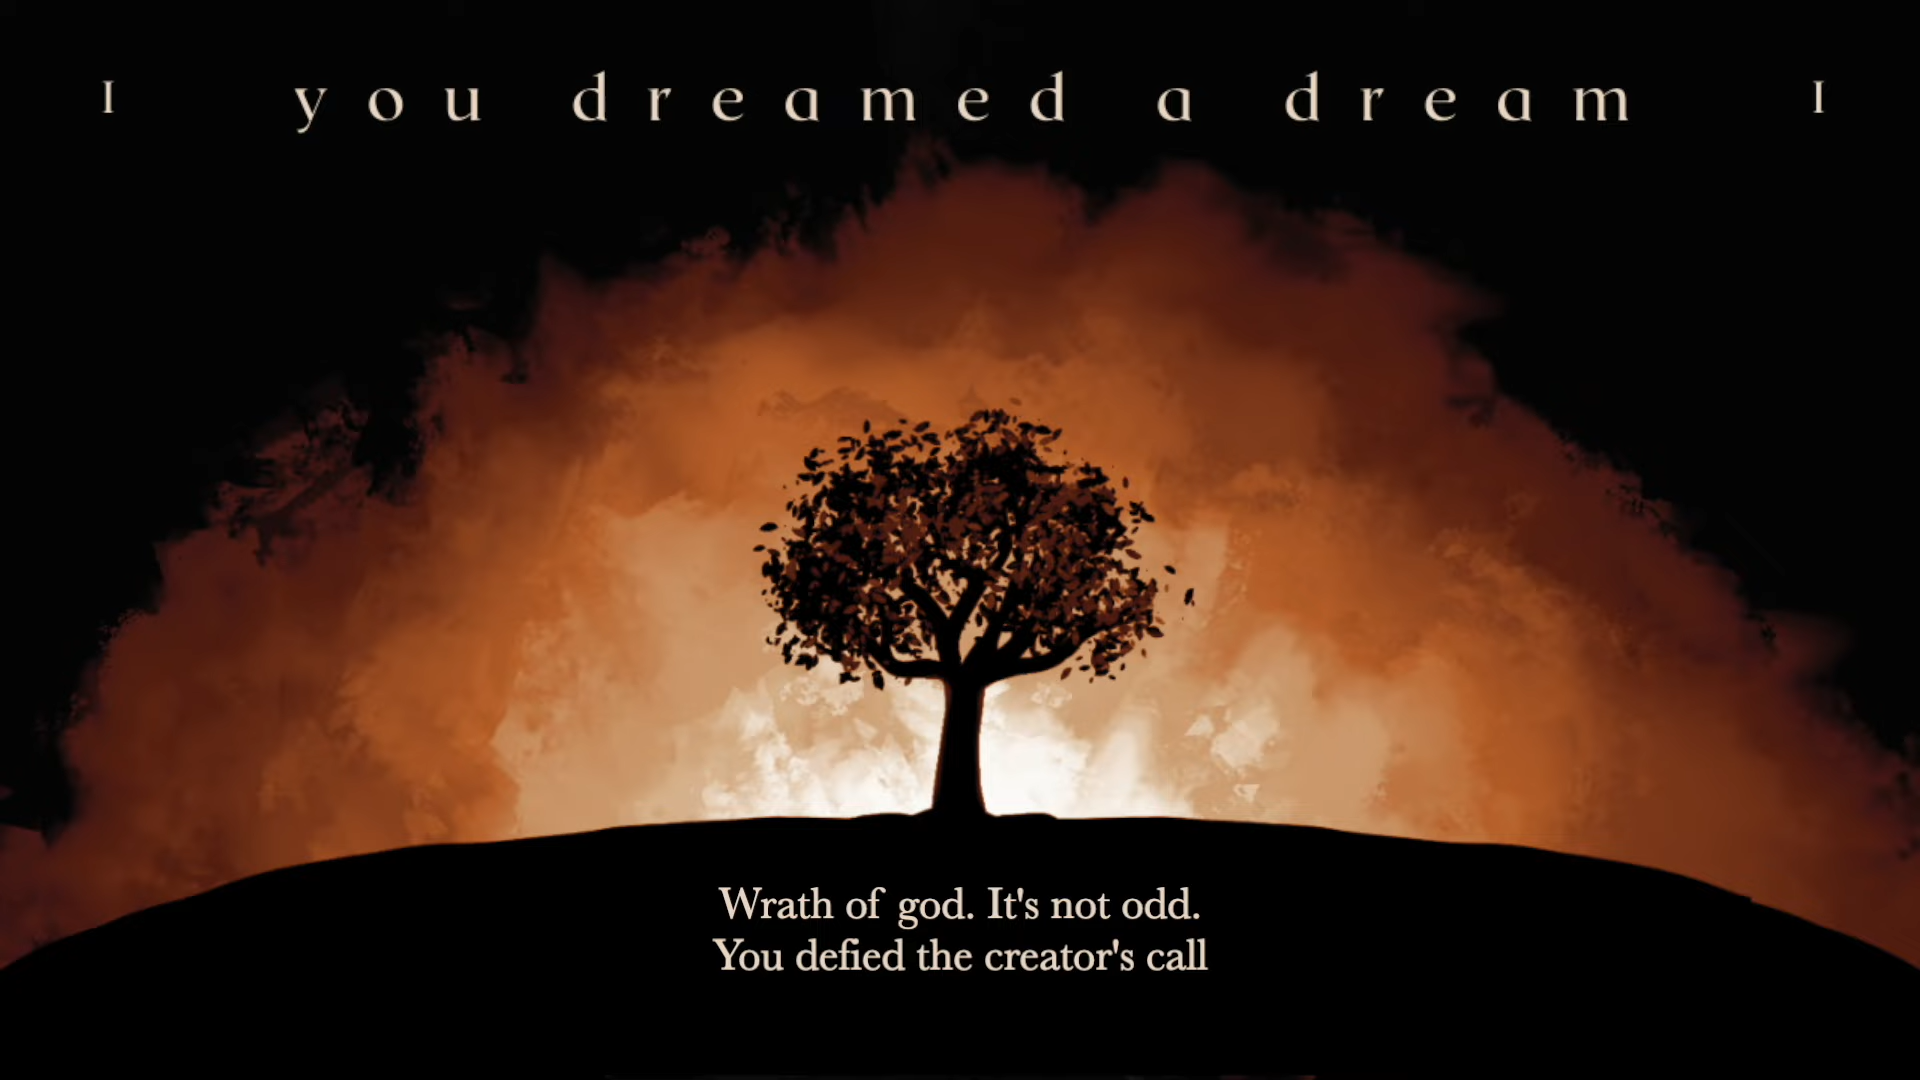 I you dreamed a dream I
Wrath of god. It's not odd.
You defied the creator's call